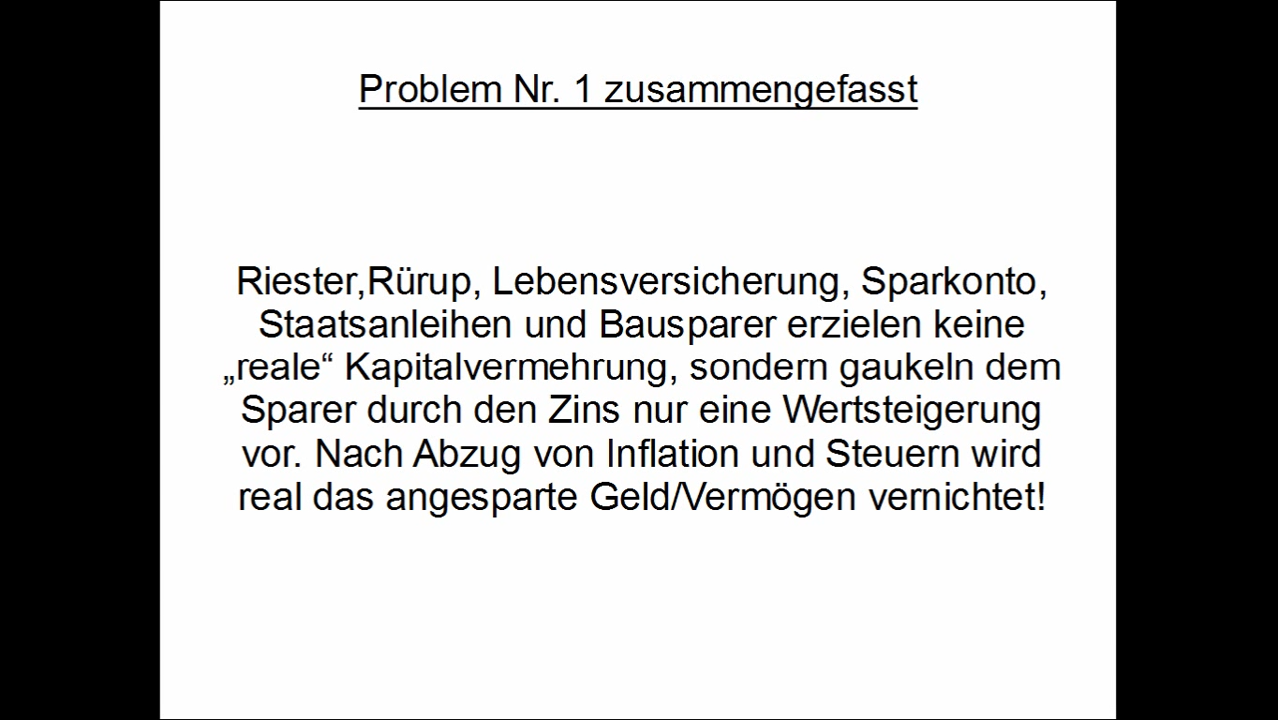 Problem Nr. 1 zusammengefasst
Riester,Rürup, Lebensversicherung, Sparkonto,
Staatsanleihen und Bausparer erzielen keine
„reale“ Kapitalvermehrung, sondern gaukeln dem
Sparer durch den Zins nur eine Wertsteigerung
vor. Nach Abzug von Inflation und Steuern wird
real das angesparte Geld/Vermögen vernichtet!